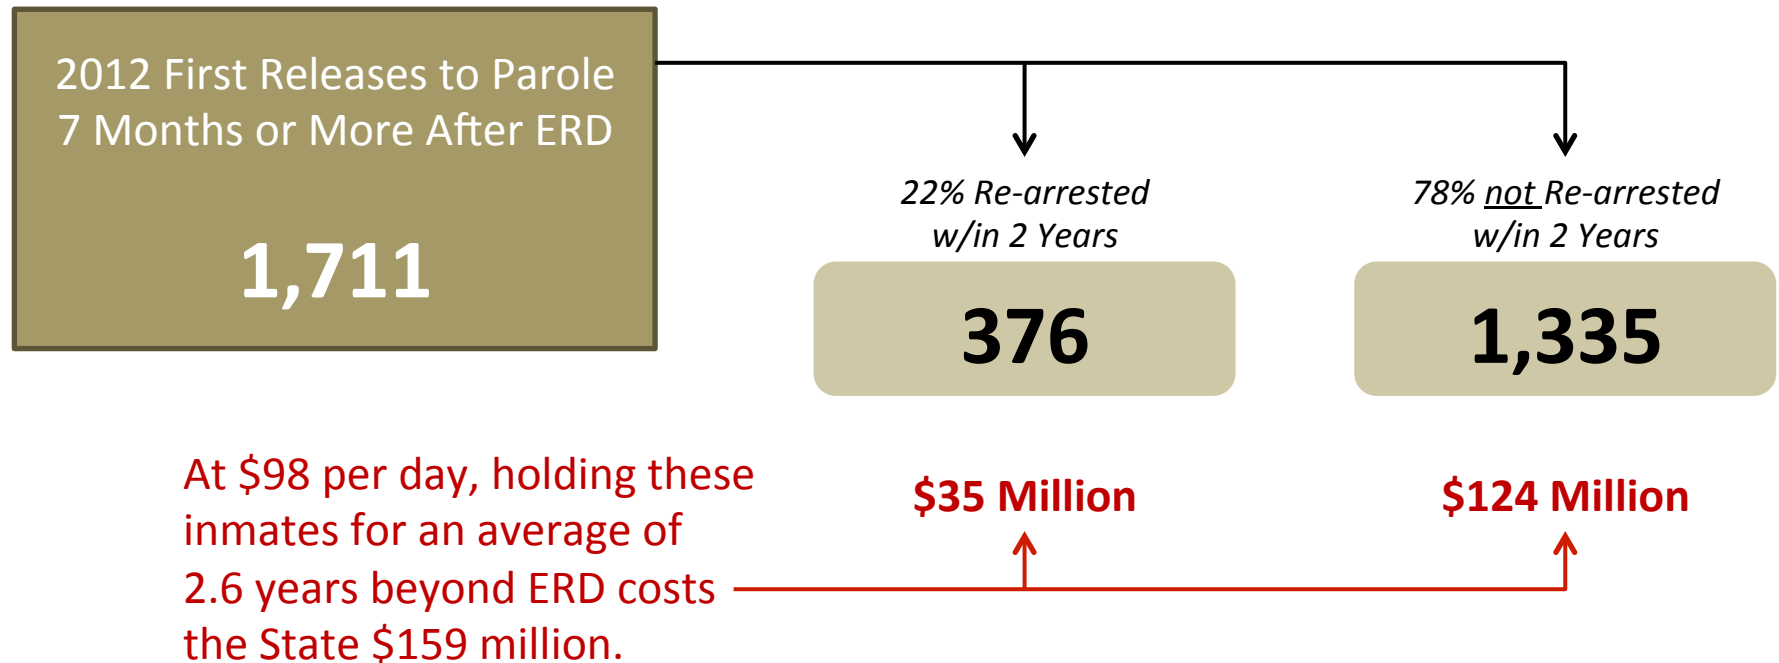 2012 First Releases to Parole
7 Months or More After ERD
1,711
22% Re-arrested
w/in 2 Years
376
78% not Re-arrested
w/in 2 Years
1,335
At $98 per day, holding these
inmates for an average of
2.6 years beyond ERD costs
the State $159 million.
$35 Million
$124 Million